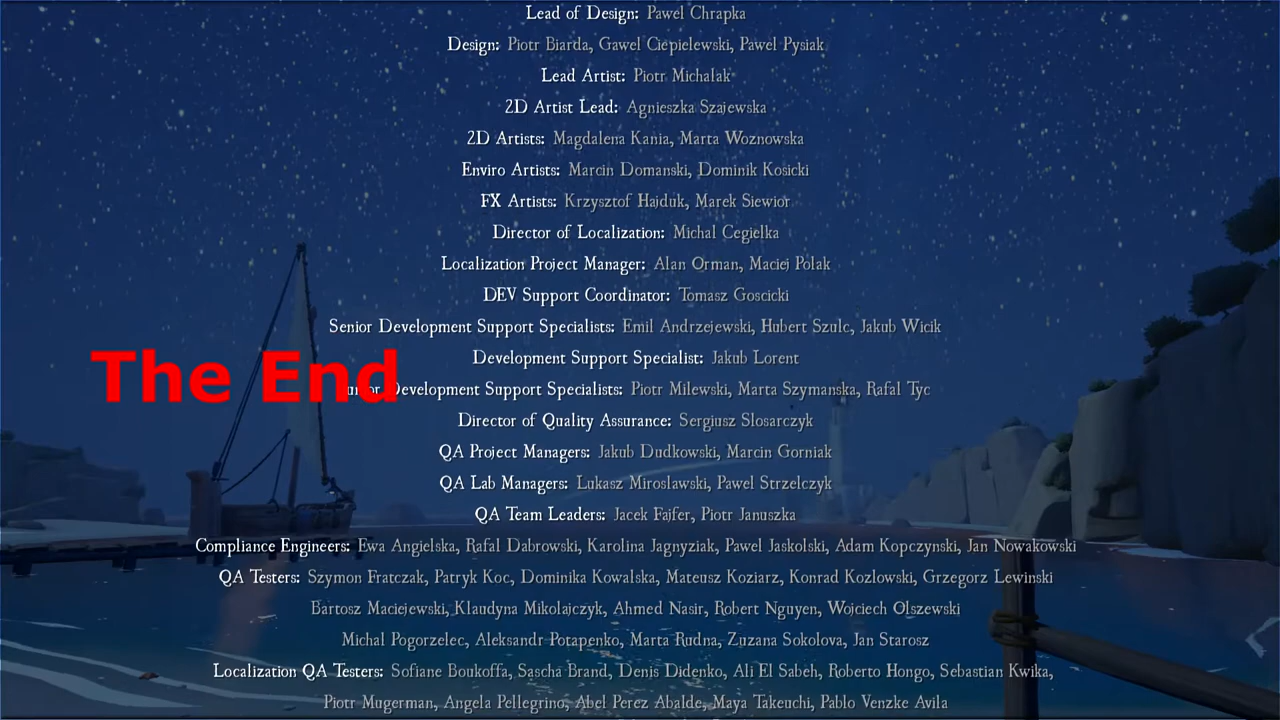 Lead of Design: Pawel Chrapka
Design: Piotr Biarda, Gawel Ciepielewski, Pawel Pysiak
Lead Artist: Piotr Michalak
2D Artist Lead: Agnieszka Szajewska
2D Artists: Magdalena Kania, Marta Woznowska
Enviro Artists: Marcin Domanski, Dominik Kosicki
FX Artists: Krzysztof Hajduk, Marek Siewior
Director of Localization: Michal Cegielka
Localization Project Manager: Alan Orman, Maciej Polak
DEV Support Coordinator: Tomasz Goscicki
Senior Development Support Specialists: Emil Andrzejewski, Hubert Szulc, Jakub Wicik
Development Support Specialist: Jakub Lorent
The End
Junior Development Support Specialists: Piotr Milewski, Marta Szymanska, Rafal Tyc
Director of Quality Assurance: Sergiusz Slosarczyk
QA Project Managers: Jakub Dudkowski, Marcin Gorniak
QA Lab Managers: Lukasz Miroslawski, Pawel Strzelczyk
QA Team Leaders: Jacek Fajfer, Piotr Januszka
Compliance Engineers: Ewa Angielska, Rafal Dabrowski, Karolina Jagnyziak, Pawel Jaskolski, Adam Kopczynski, Jan Nowakowski
QA Testers: Szymon Fratczak, Patryk Koc, Dominika Kowalska, Mateusz Koziarz, Konrad Kozlowski, Grzegorz Lewinski
Bartosz Maciejewski, Klaudyna Mikolajczyk, Ahmed Nasir, Robert Nguyen, Wojciech Olszewski
Michal Pogorzelec, Aleksandr Potapenko, Marta Rudna, Zuzana Sokolova, Jan Starosz
Localization QA Testers: Sofiane Boukoffa, Sascha Brand, Denis Didenko, Ali El Sabeh, Roberto Hongo, Sebastian Kwika,
Piotr Mugerman, Angela Pellegrino, Abel Perez Abalde, Maya Takeuchi, Pablo Venzke Avila